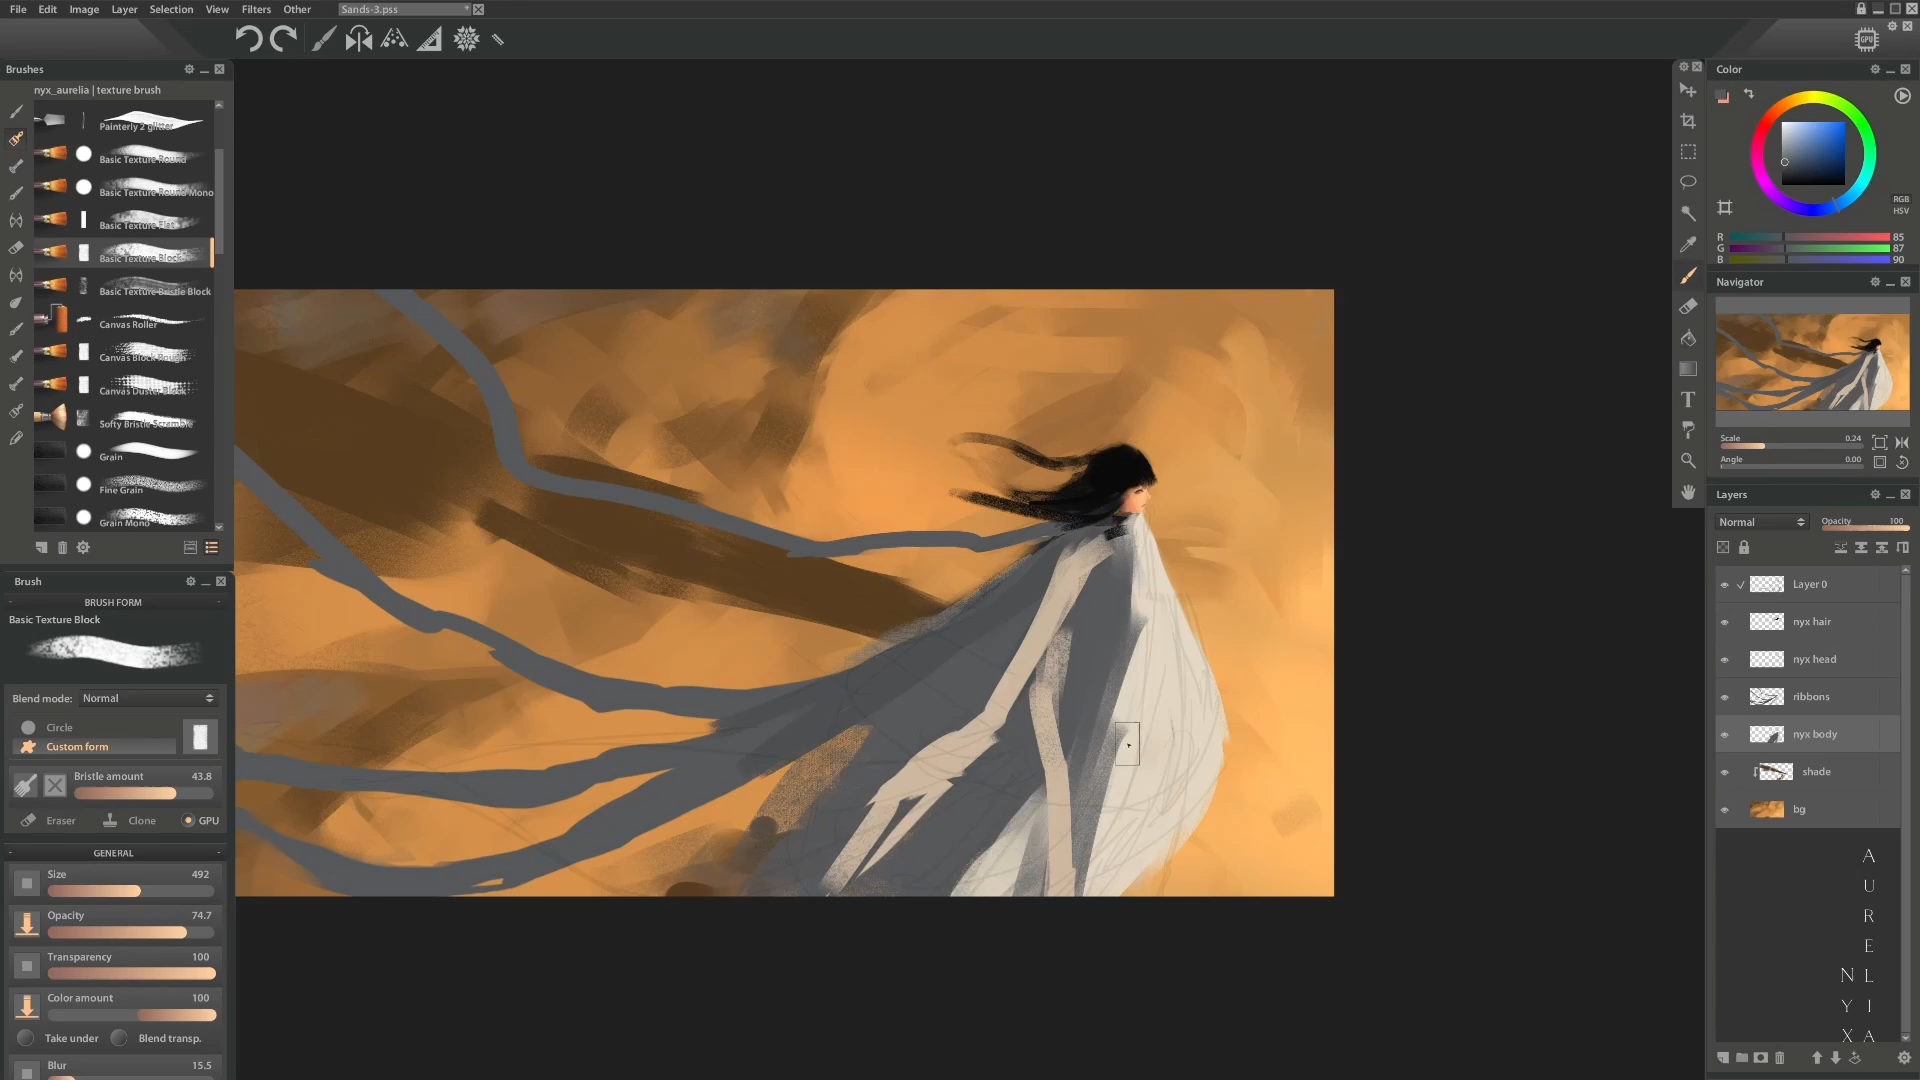 File Edit Image Layer Selection View Filters Other Sands-3.pss *
GPU
Brushes
nyx_aurelia | texture brush
Painterly 2 glitter
Basic Texture Round
Basic Texture Round Mono
Basic Texture Flat
Basic Texture Block
Basic Texture Bristle Block
Canvas Roller
Canvas Block Rough
Canvas Duster Block
Softy Bristle Scramble
Grain
Fine Grain
Grain Mono
Brush
BRUSH FORM
Basic Texture Block
Blend mode: Normal
Circle
Custom form
Bristle amount 43.8
Eraser Clone GPU
GENERAL
Size 492
Opacity 74.7
Transparency 100
Color amount 100
Take under Blend transp.
Blur 15.5
T
Color
RGB
HSV
R 85
G 87
B 90
Navigator
Scale 0.24
Angle 0.00
Layers
Normal Opacity 100
Layer 0
nyx hair
nyx head
ribbons
nyx body
shade
bg
A
U
R
E
N L
Y I
X A